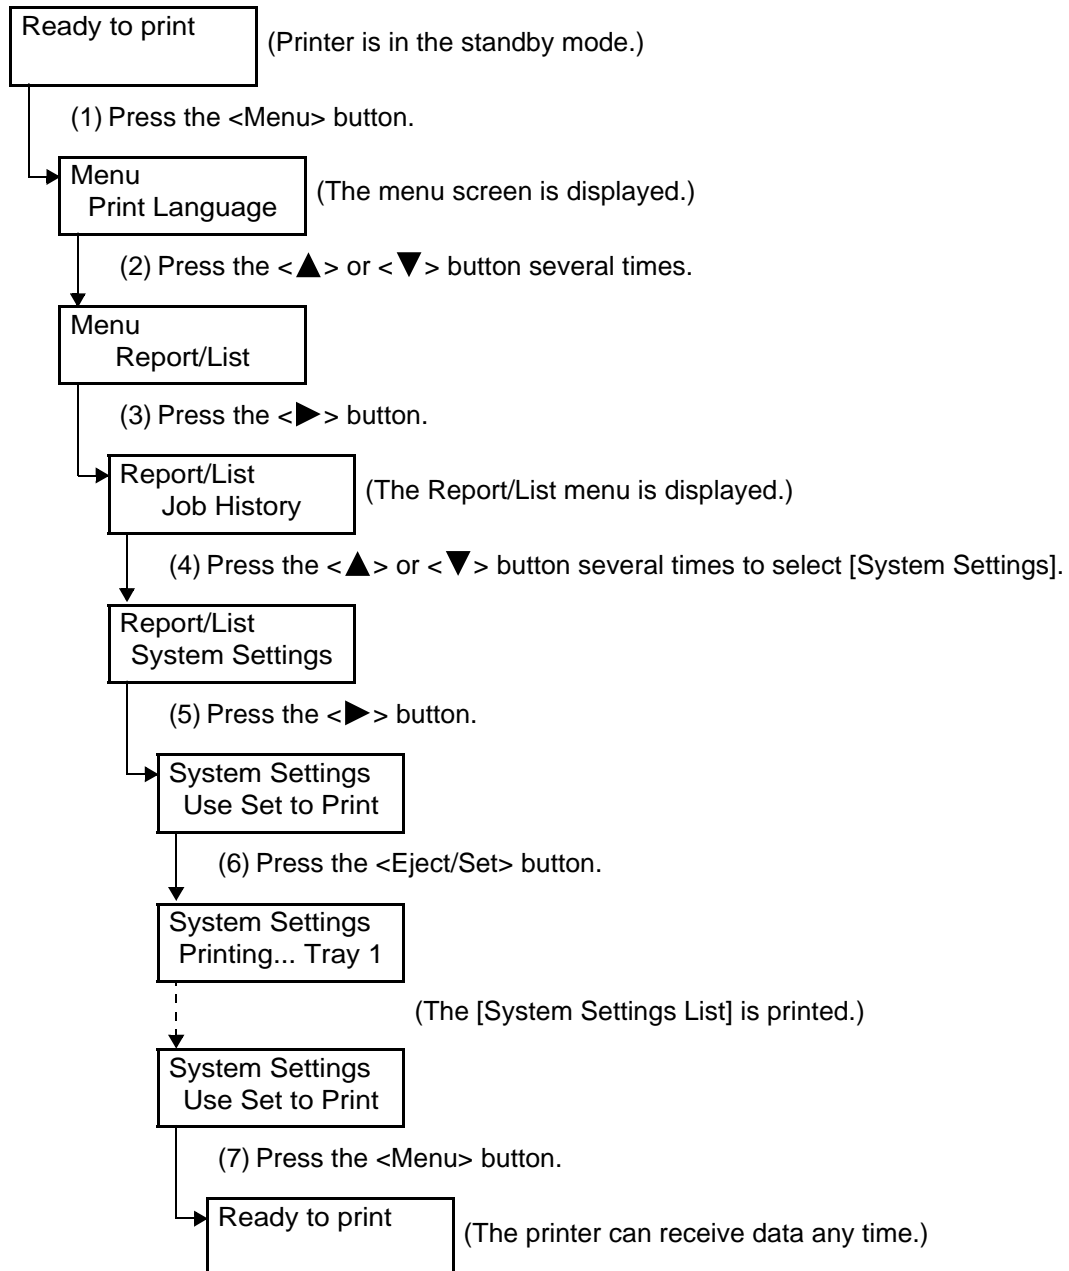 Ready to print
(Printer is in the standby mode.)
(1) Press the <Menu> button.
Menu
Print Language
(The menu screen is displayed.)
(2) Press the <▲> or <▼> button several times.
Menu
Report/List
(3) Press the <▶> button.
Report/List
Job History
(The Report/List menu is displayed.)
(4) Press the <▲> or <▼> button several times to select [System Settings].
Report/List
System Settings
(5) Press the <▶> button.
System Settings
Use Set to Print
(6) Press the <Eject/Set> button.
System Settings
Printing... Tray 1
(The [System Settings List] is printed.)
System Settings
Use Set to Print
(7) Press the <Menu> button.
Ready to print
(The printer can receive data any time.)